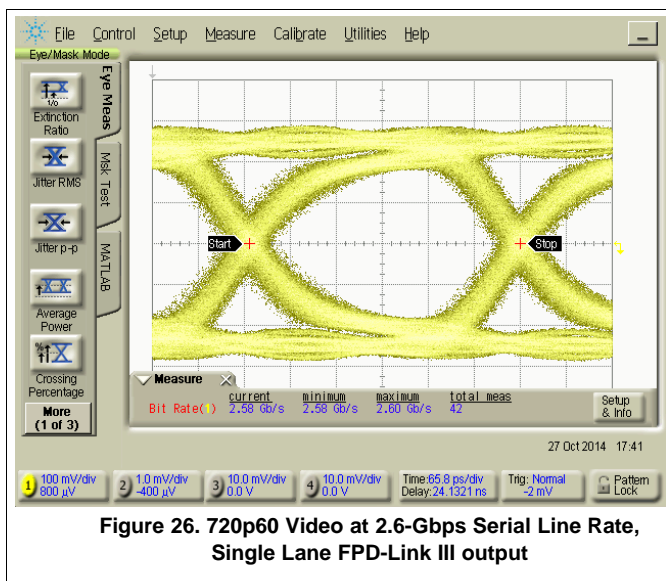 File Control Setup Measure Calibrate Utilities Help
Eye/Mask Mode
Eye Meas
Msk Test
MATLAB
1/0
Extinction
Ratio
Jitter RMS
Jitter p-p
Average
Power
%
Crossing
Percentage
More
(1 of 3)
Start
Stop
Measure
current minimum maximum total meas
Bit Rate(1) 2.58 Gb/s 2.58 Gb/s 2.60 Gb/s 42
Setup
& Info
27 Oct 2014 17:41
1 100 mV/div
800 µV
2 1.0 mV/div
-400 µV
3 10.0 mV/div
0.0 V
4 10.0 mV/div
0.0 V
Time:65.8 ps/div
Delay:24.1321 ns
Trig: Normal
-2 mV
Pattern
Lock
Figure 26. 720p60 Video at 2.6-Gbps Serial Line Rate,
Single Lane FPD-Link III output